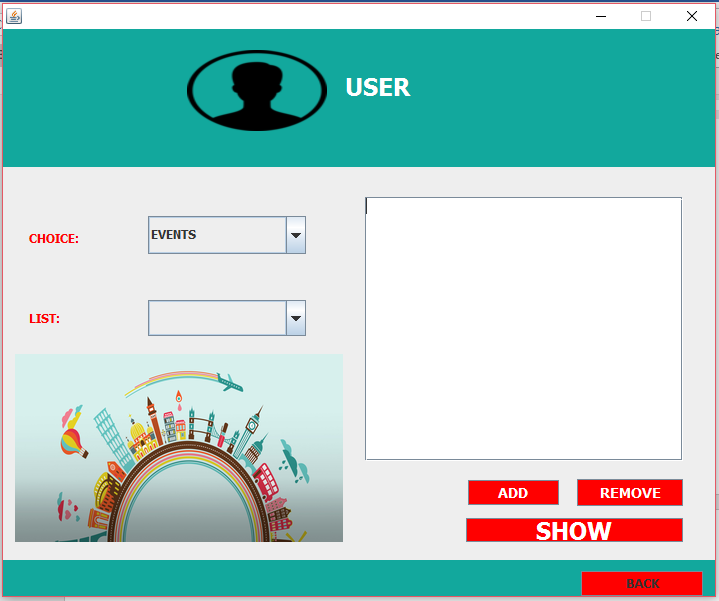 USER
CHOICE:
EVENTS
LIST:
ADD
REMOVE
SHOW
BACK